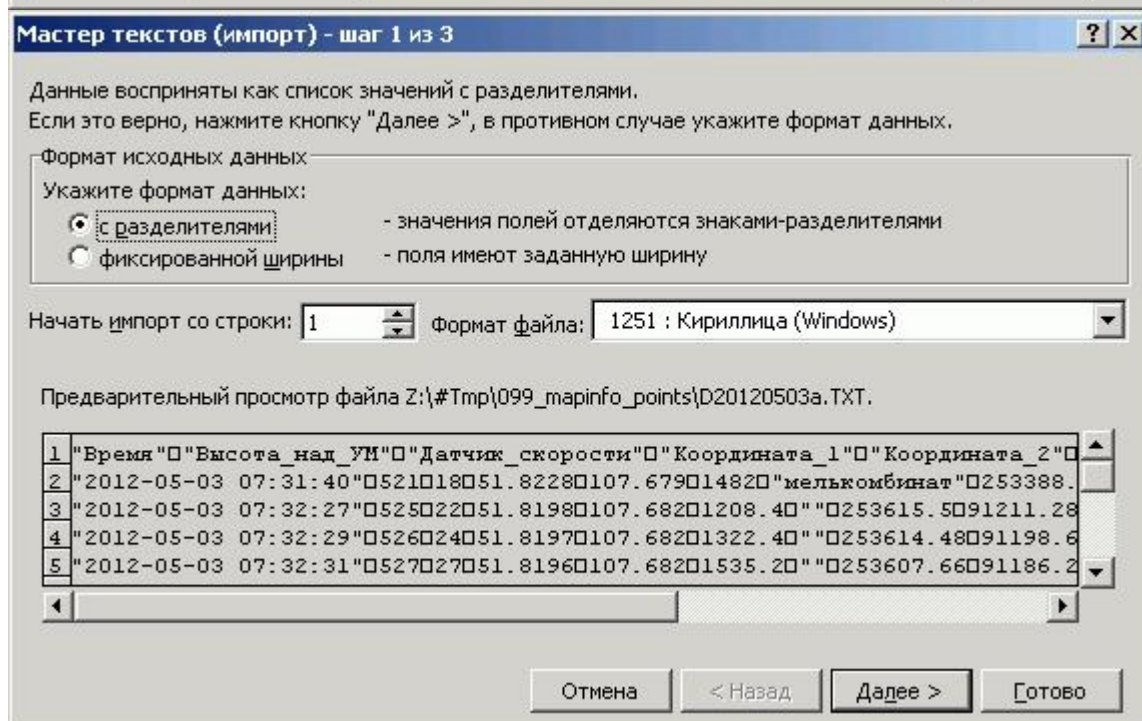 Мастер текстов (импорт) - шаг 1 из 3
Данные восприняты как список значений с разделителями.
Если это верно, нажмите кнопку "Далее >", в противном случае укажите формат данных.
Формат исходных данных
Укажите формат данных:
с разделителями - значения полей отделяются знаками-разделителями
фиксированной ширины - поля имеют заданную ширину
Начать импорт со строки: 1 Формат файла: 1251 : Кириллица (Windows)
Предварительный просмотр файла Z:\#Tmp\099_mapinfo_points\D20120503a.TXT.
1 "Время"□"Высота_над_УМ"□"Датчик_скорости"□"Координата_1"□"Координата_2"□
2 "2012-05-03 07:31:40"□521□18□51.8228□107.679□1482□"мелькомбинат"□253388.
3 "2012-05-03 07:32:27"□525□22□51.8198□107.682□1208.4□""□253615.5□91211.28
4 "2012-05-03 07:32:29"□526□24□51.8197□107.682□1322.4□""□253614.48□91198.6
5 "2012-05-03 07:32:31"□527□27□51.8196□107.682□1535.2□""□253607.66□91186.2
Отмена < Назад Далее > Готово